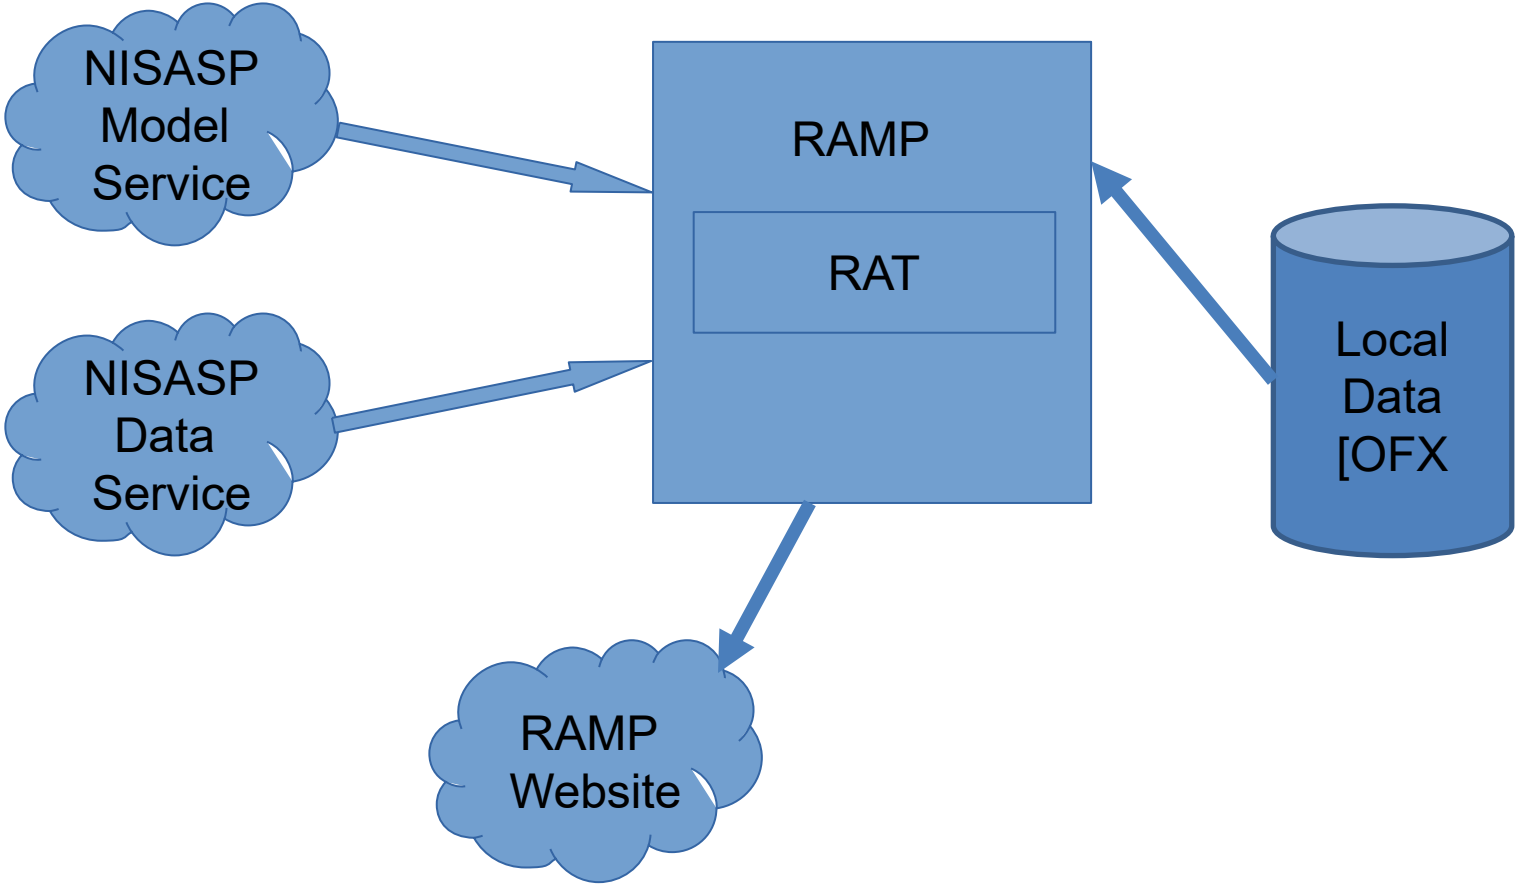 NISASP
Model
Service
RAMP
RAT
NISASP
Data
Service
Local
Data
[OFX
RAMP
Website